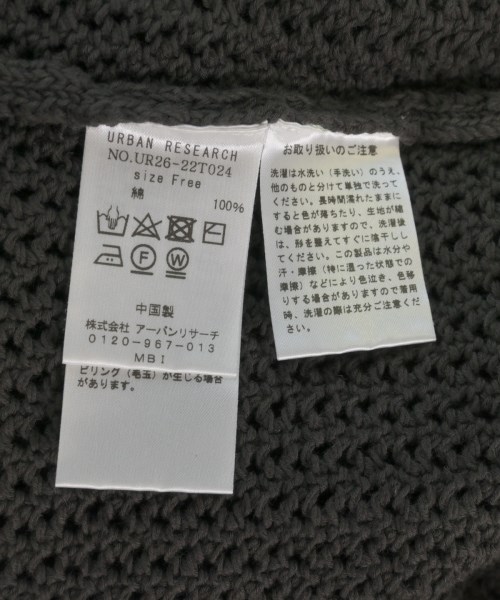 URBAN RESEARCH
NO.UR26-22T024
size Free
綿
100%
F
W
中国製
株式会社 アーバンリサーチ
0120-967-013
MBI
ピリング(毛玉)が生じる場合
があります。
お取り扱いのご注意
洗濯は水洗い(手洗い)のうえ、
他のものと分けて単独で洗って
ください。長時間濡れたままに
すると色が落ちたり、生地が縮
む場合がありますので、洗濯後
は、形を整えてすぐに陰干しし
てください。この製品は水分や
汗・摩擦(特に湿った状態での
摩擦)などにより色泣き、色移
りする場合がありますので着用
時、洗濯の際は充分ご注意くだ
さい。